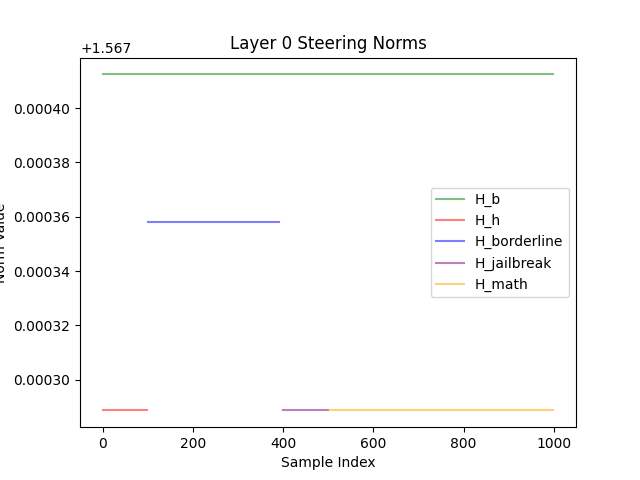 Layer 0 Steering Norms
+1.567
0.00040
0.00038
0.00036
0.00034
0.00032
0.00030
Norm Value
H_b
H_h
H_borderline
H_jailbreak
H_math
0 200 400 600 800 1000
Sample Index